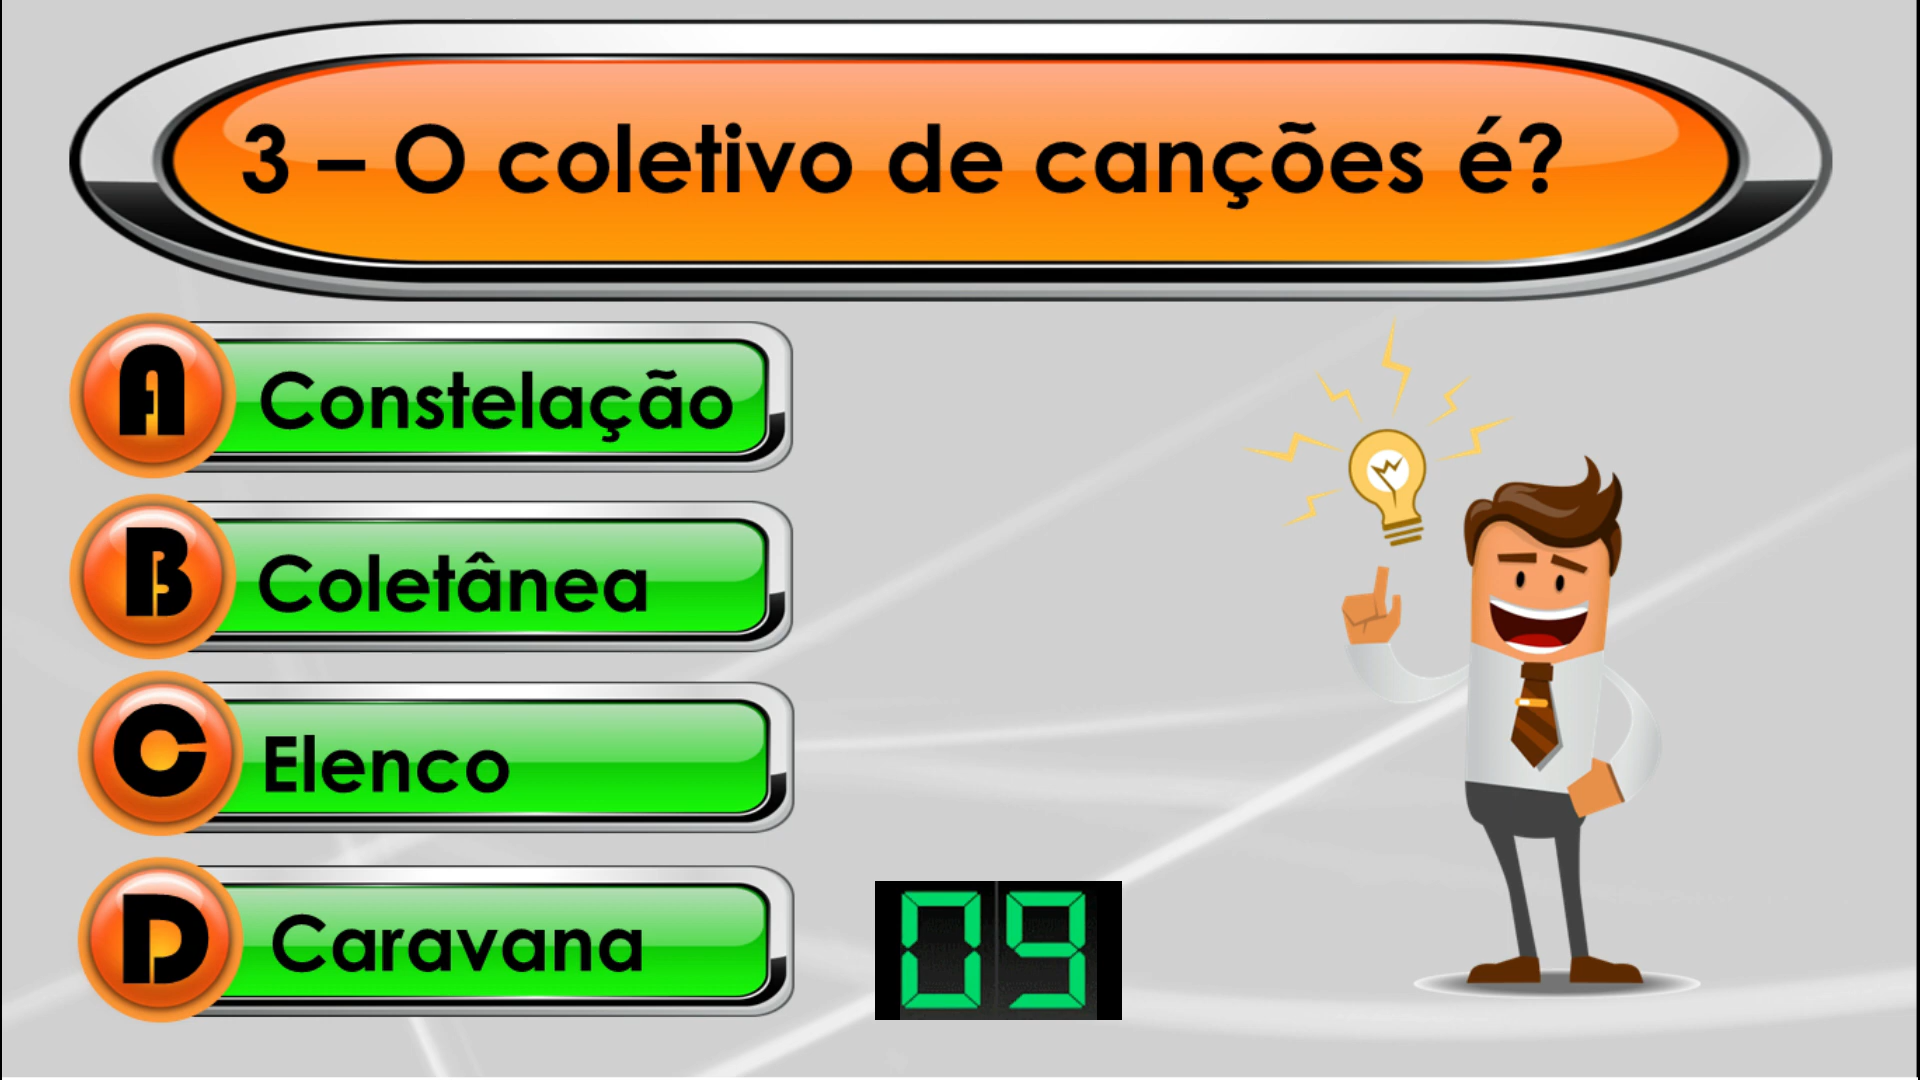 3 – O coletivo de canções é?
A Constelação
B Coletânea
C Elenco
D Caravana
09